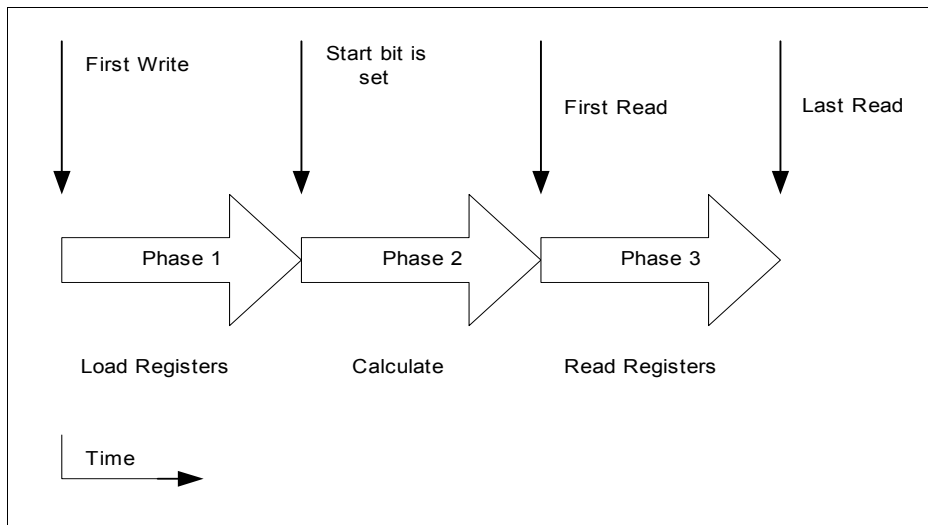 First Write
Start bit is
set
First Read
Last Read
Phase 1
Phase 2
Phase 3
Load Registers
Calculate
Read Registers
Time